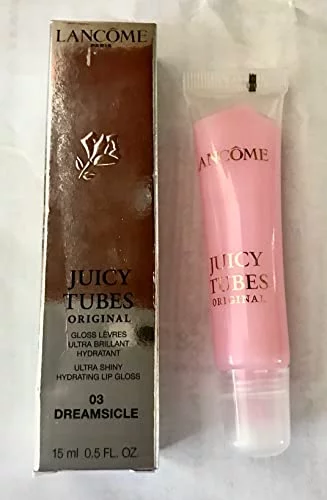 LANCÔME
PARIS
JUICY
TUBES
ORIGINAL
GLOSS LÈVRES
ULTRA BRILLANT
HYDRATANT
ULTRA SHINY
HYDRATING LIP GLOSS
03
DREAMSICLE
15 ml 0.5 FL. OZ.
LANCÔME
JUICY
TUBES
ORIGINAL